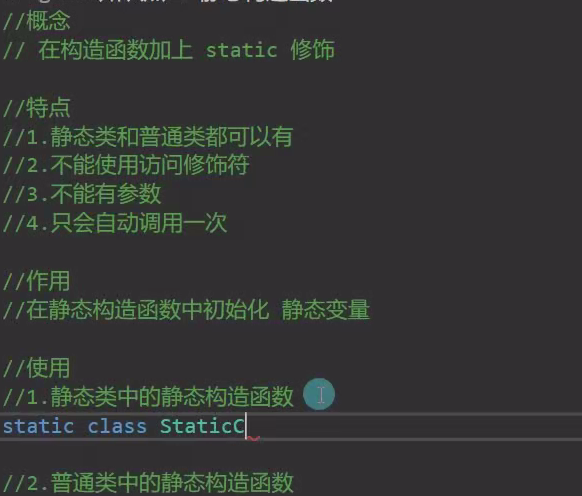 //概念
// 在构造函数加上 static 修饰
//特点
//1.静态类和普通类都可以有
//2.不能使用访问修饰符
//3.不能有参数
//4.只会自动调用一次
//作用
//在静态构造函数中初始化 静态变量
//使用
//1.静态类中的静态构造函数
static class StaticC
//2.普通类中的静态构造函数